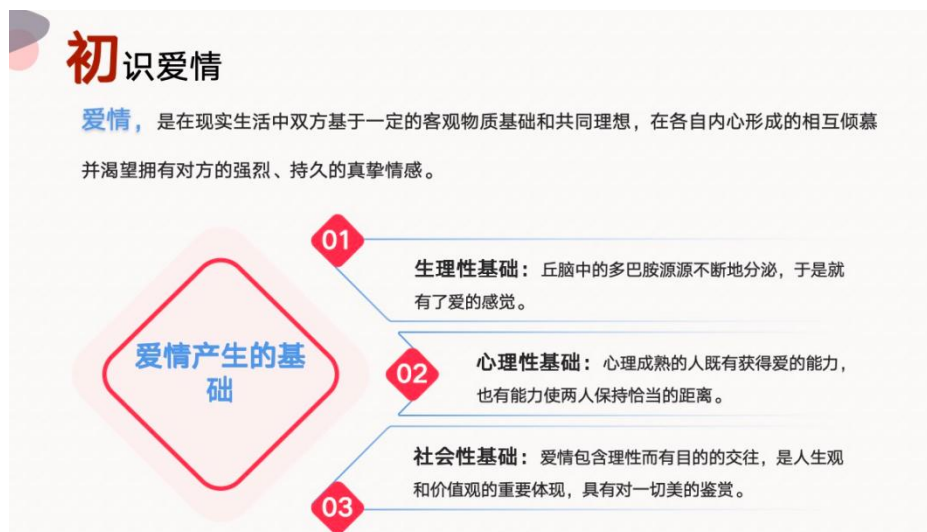 初识爱情
爱情，是在现实生活中双方基于一定的客观物质基础和共同理想，在各自内心形成的相互倾慕
并渴望拥有对方的强烈、持久的真挚情感。
01
生理性基础：丘脑中的多巴胺源源不断地分泌，于是就
有了爱的感觉。
爱情产生的基
础
02
心理性基础：心理成熟的人既有获得爱的能力，
也有能力使两人保持恰当的距离。
03
社会性基础：爱情包含理性而有目的的交往，是人生观
和价值观的重要体现，具有对一切美的鉴赏。